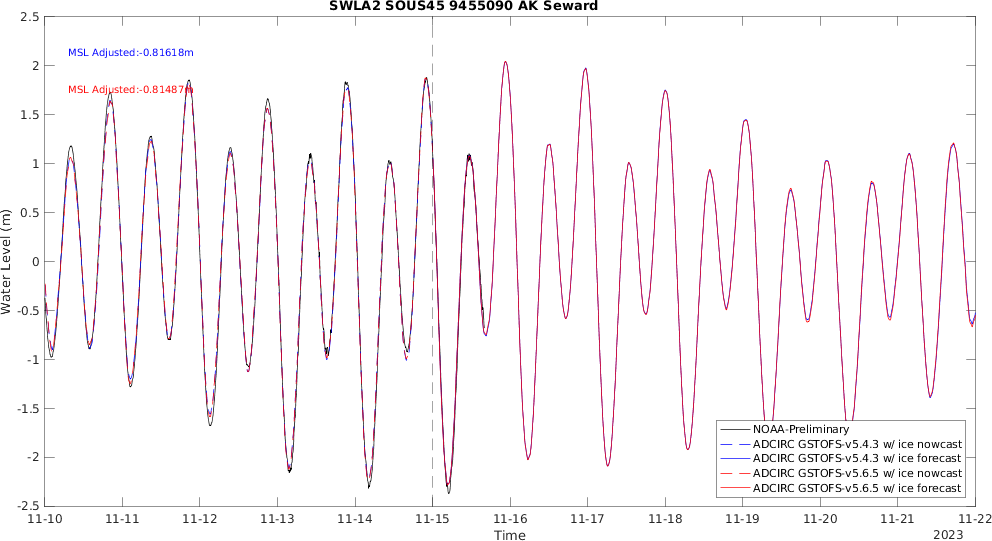 SWLA2 SOUS45 9455090 AK Seward
MSL Adjusted:-0.81618m
MSL Adjusted:-0.81487m
2.5
2
1.5
1
0.5
0
-0.5
-1
-1.5
-2
-2.5
Water Level (m)
NOAA-Preliminary
ADCIRC GSTOFS-v5.4.3 w/ ice nowcast
ADCIRC GSTOFS-v5.4.3 w/ ice forecast
ADCIRC GSTOFS-v5.6.5 w/ ice nowcast
ADCIRC GSTOFS-v5.6.5 w/ ice forecast
11-10 11-11 11-12 11-13 11-14 11-15 11-16 11-17 11-18 11-19 11-20 11-21 11-22
Time
2023